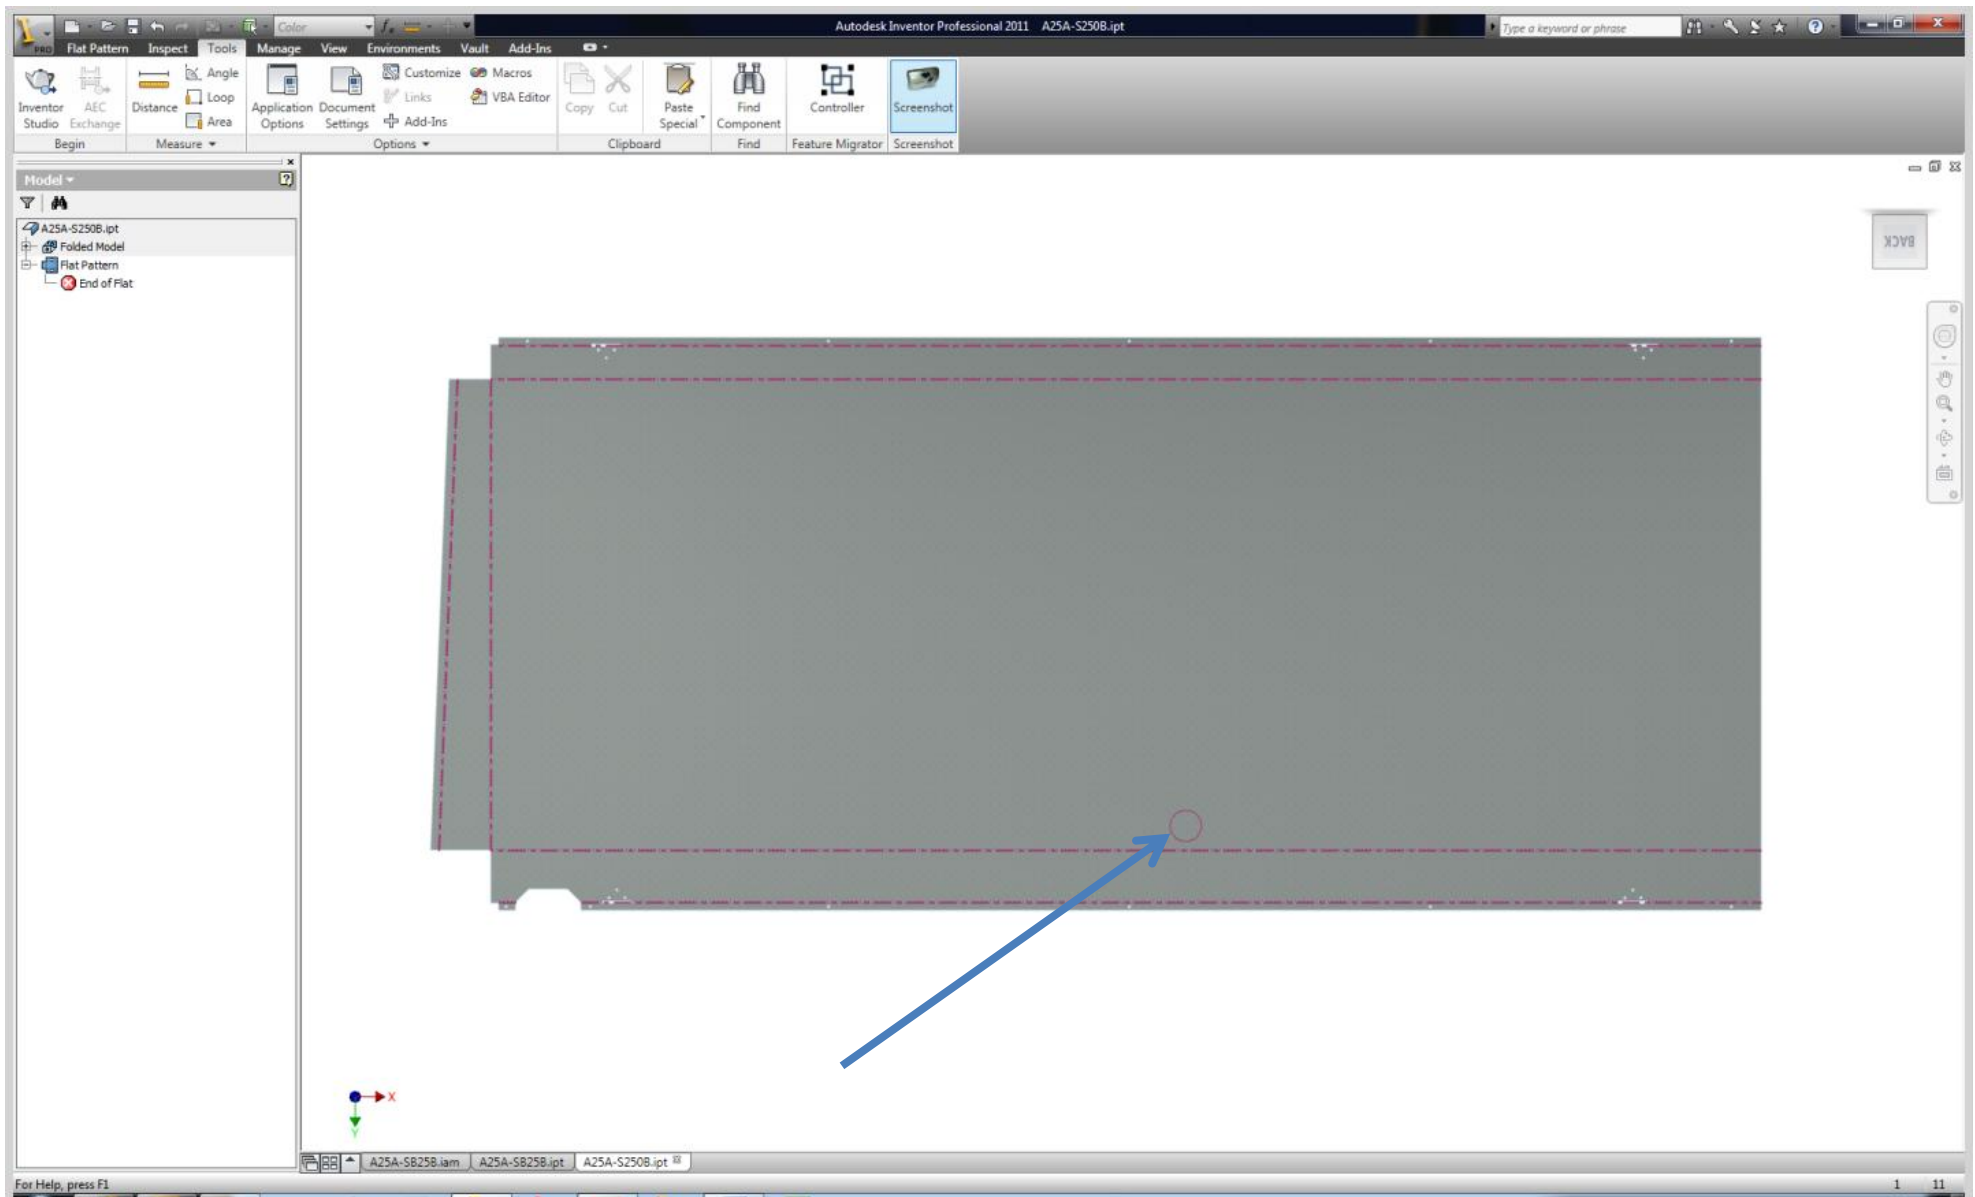 Color
Autodesk Inventor Professional 2011 A25A-S250B.ipt
Type a keyword or phrase
PRO Flat Pattern Inspect Tools Manage View Environments Vault Add-Ins
Inventor Studio
AEC Exchange
Distance
Angle
Loop
Area
Application Options
Document Settings
Customize
Links
Add-Ins
Macros
VBA Editor
Copy
Cut
Paste Special
Find Component
Controller
Screenshot
Begin Measure Options Clipboard Find Feature Migrator Screenshot
Model
A25A-S250B.ipt
Folded Model
Flat Pattern
End of Flat
BACK
X
Y
A25A-SB25B.iam A25A-SB25B.ipt A25A-S250B.ipt
For Help, press F1
1 11